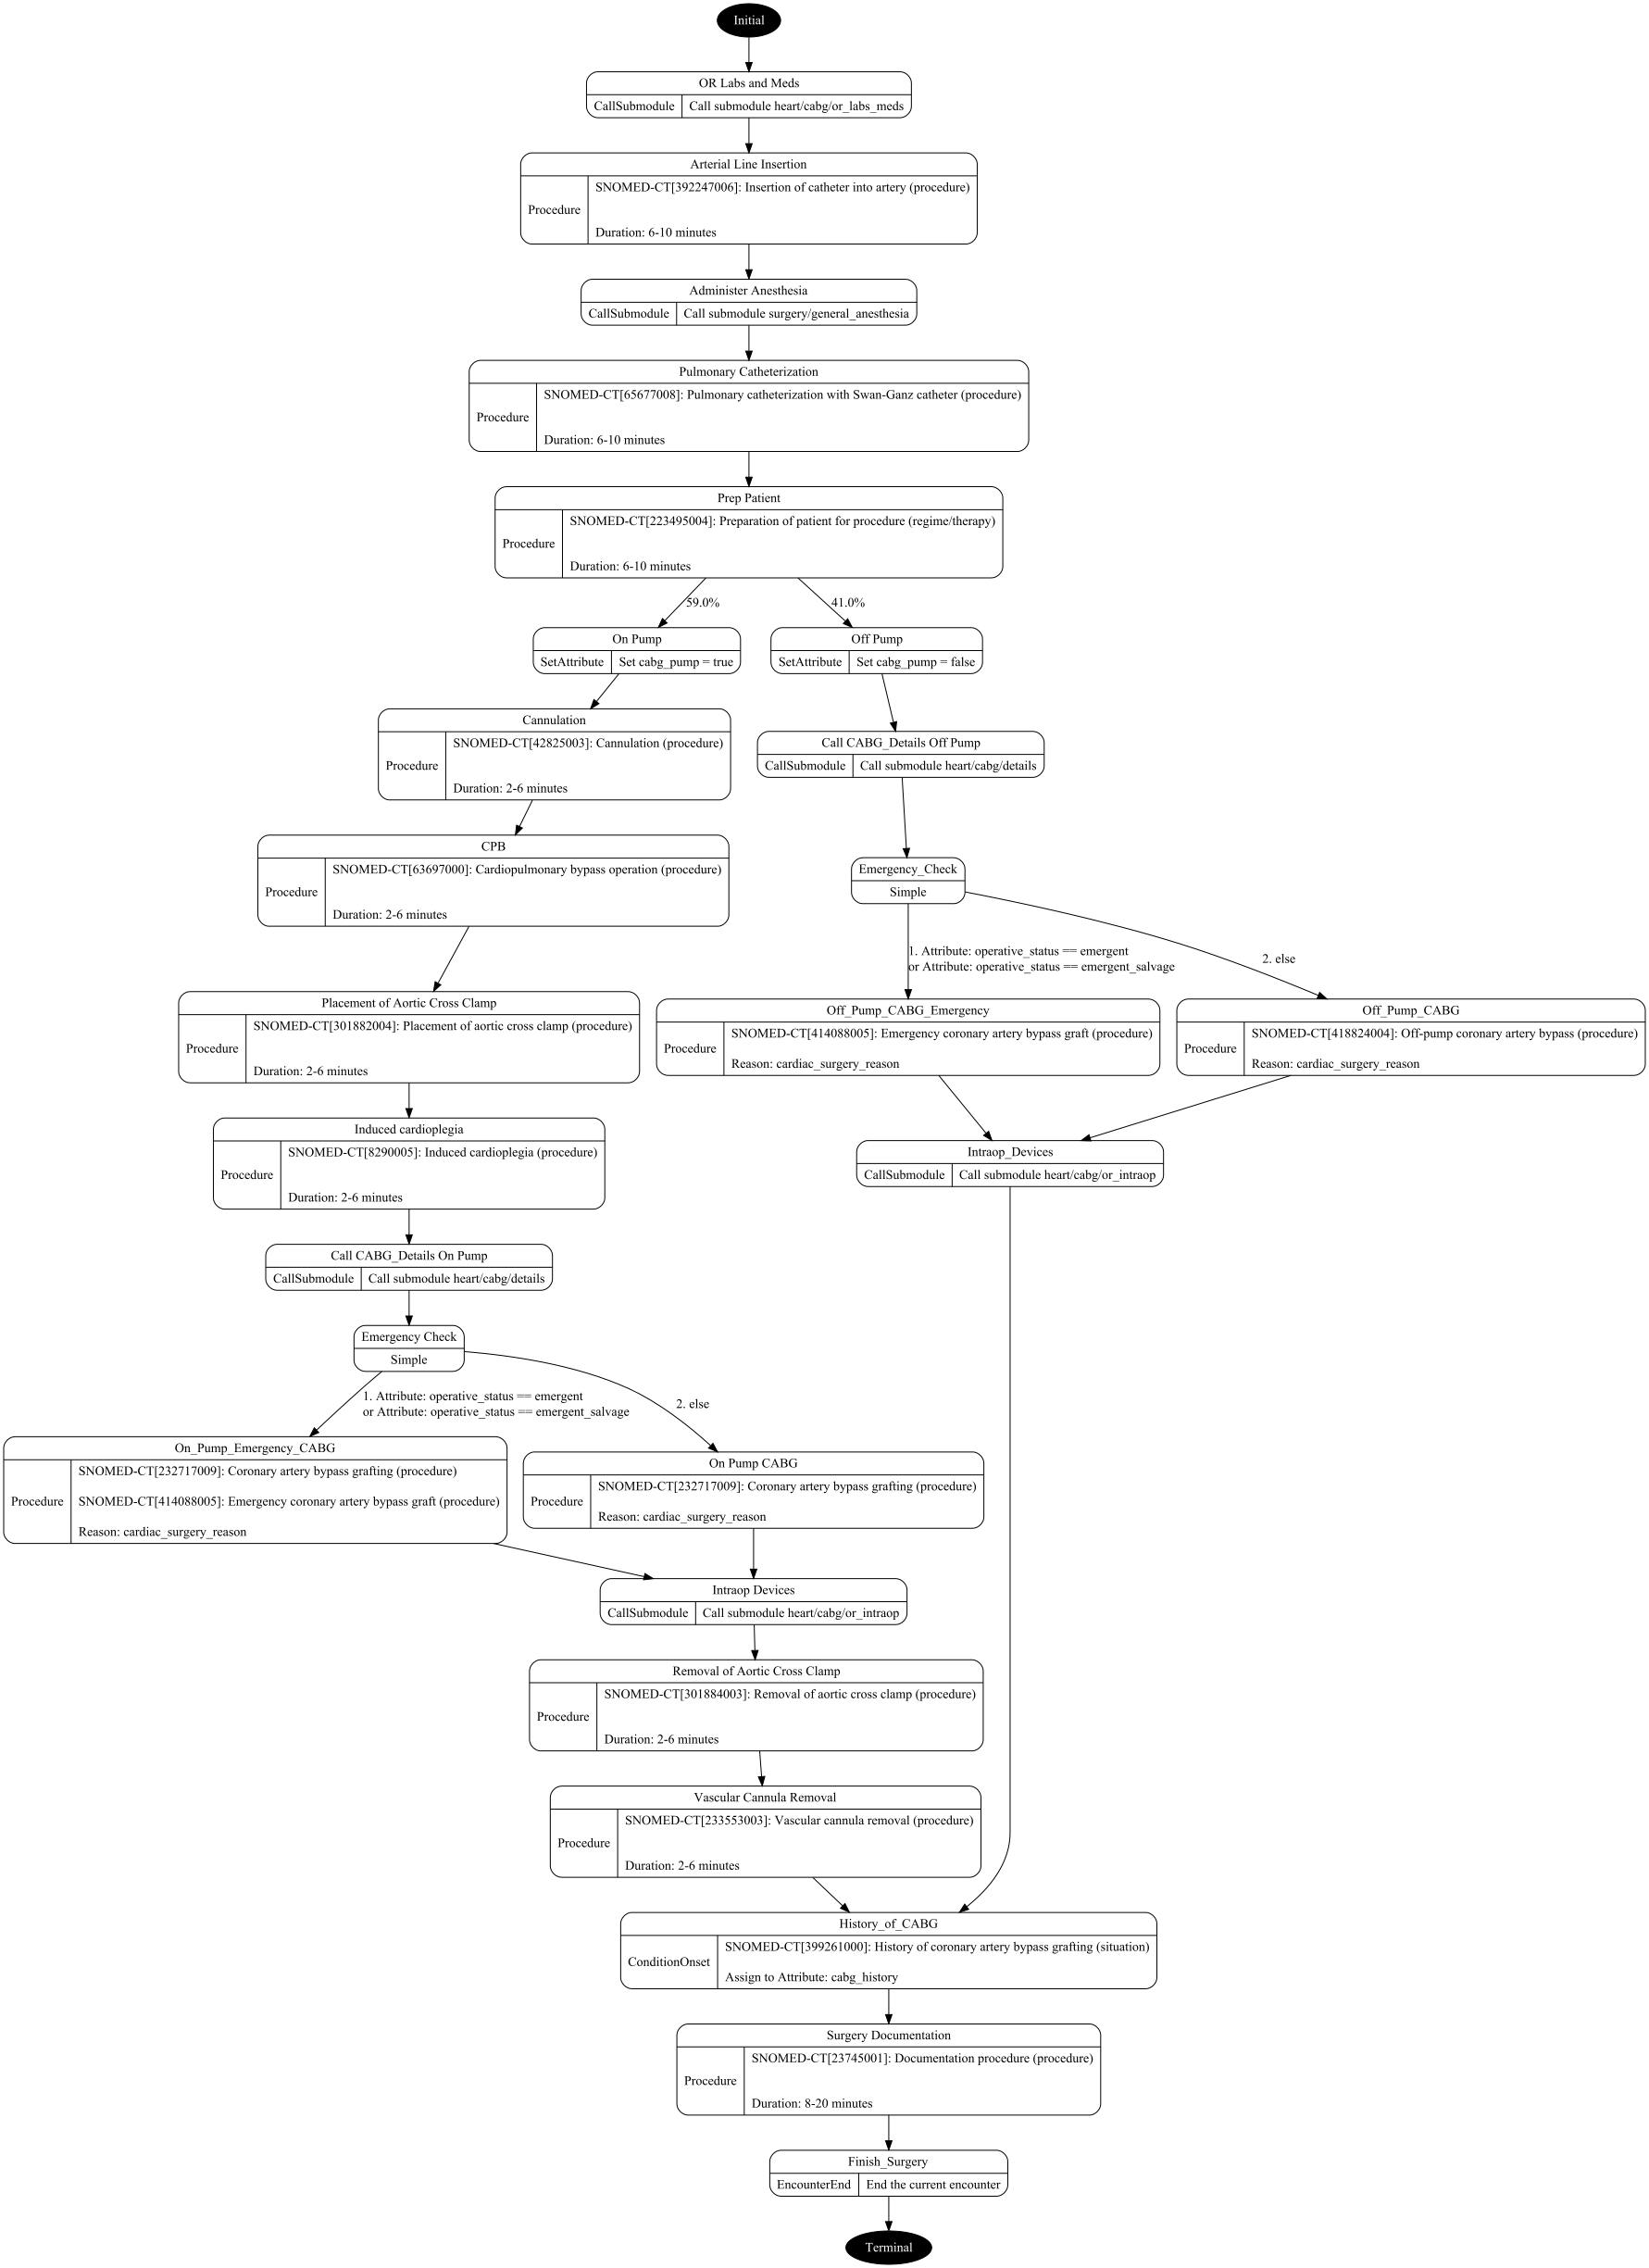 Initial
OR Labs and Meds
CallSubmodule Call submodule heart/cabg/or_labs_meds
Arterial Line Insertion
SNOMED-CT[392247006]: Insertion of catheter into artery (procedure)
Procedure
Duration: 6-10 minutes
Administer Anesthesia
CallSubmodule Call submodule surgery/general_anesthesia
Pulmonary Catheterization
SNOMED-CT[65677008]: Pulmonary catheterization with Swan-Ganz catheter (procedure)
Procedure
Duration: 6-10 minutes
Prep Patient
SNOMED-CT[223495004]: Preparation of patient for procedure (regime/therapy)
Procedure
Duration: 6-10 minutes
59.0%
41.0%
On Pump
SetAttribute Set cabg_pump = true
Off Pump
SetAttribute Set cabg_pump = false
Cannulation
SNOMED-CT[42825003]: Cannulation (procedure)
Procedure
Duration: 2-6 minutes
Call CABG_Details Off Pump
CallSubmodule Call submodule heart/cabg/details
CPB
SNOMED-CT[63697000]: Cardiopulmonary bypass operation (procedure)
Procedure
Duration: 2-6 minutes
Emergency_Check
Simple
1. Attribute: operative_status == emergent
or Attribute: operative_status == emergent_salvage
2. else
Placement of Aortic Cross Clamp
SNOMED-CT[301882004]: Placement of aortic cross clamp (procedure)
Procedure
Duration: 2-6 minutes
Off_Pump_CABG_Emergency
SNOMED-CT[414088005]: Emergency coronary artery bypass graft (procedure)
Procedure
Reason: cardiac_surgery_reason
Off_Pump_CABG
SNOMED-CT[418824004]: Off-pump coronary artery bypass (procedure)
Procedure
Reason: cardiac_surgery_reason
Induced cardioplegia
SNOMED-CT[8290005]: Induced cardioplegia (procedure)
Procedure
Duration: 2-6 minutes
Intraop_Devices
CallSubmodule Call submodule heart/cabg/or_intraop
Call CABG_Details On Pump
CallSubmodule Call submodule heart/cabg/details
Emergency Check
Simple
1. Attribute: operative_status == emergent
or Attribute: operative_status == emergent_salvage
2. else
On_Pump_Emergency_CABG
SNOMED-CT[232717009]: Coronary artery bypass grafting (procedure)
Procedure SNOMED-CT[414088005]: Emergency coronary artery bypass graft (procedure)
Reason: cardiac_surgery_reason
On Pump CABG
SNOMED-CT[232717009]: Coronary artery bypass grafting (procedure)
Procedure
Reason: cardiac_surgery_reason
Intraop Devices
CallSubmodule Call submodule heart/cabg/or_intraop
Removal of Aortic Cross Clamp
SNOMED-CT[301884003]: Removal of aortic cross clamp (procedure)
Procedure
Duration: 2-6 minutes
Vascular Cannula Removal
SNOMED-CT[233553003]: Vascular cannula removal (procedure)
Procedure
Duration: 2-6 minutes
History_of_CABG
SNOMED-CT[399261000]: History of coronary artery bypass grafting (situation)
ConditionOnset
Assign to Attribute: cabg_history
Surgery Documentation
SNOMED-CT[23745001]: Documentation procedure (procedure)
Procedure
Duration: 8-20 minutes
Finish_Surgery
EncounterEnd End the current encounter
Terminal